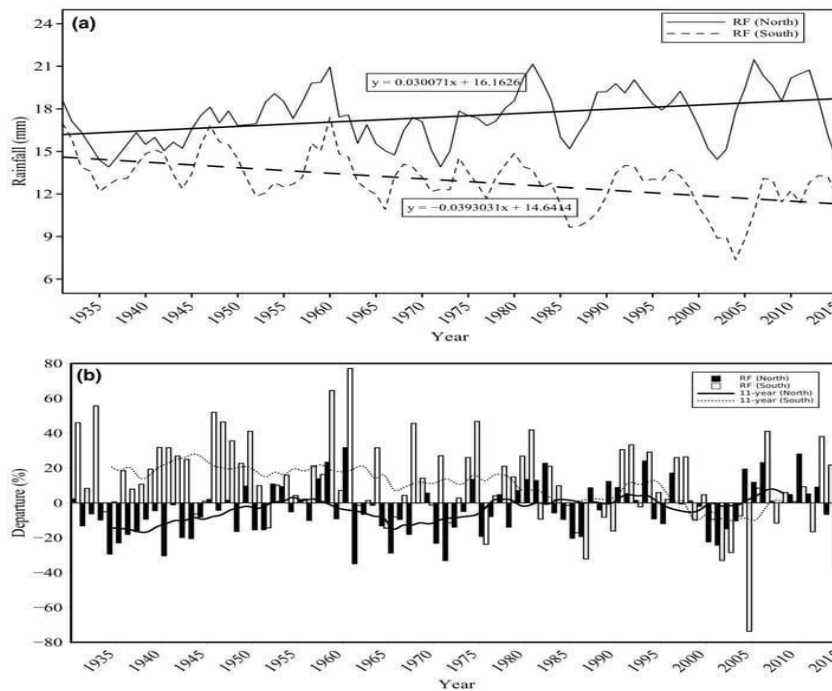 (a)
RF (North)
RF (South)
y = 0.030071x + 16.1626
y = −0.0393031x + 14.6414
Rainfall (mm)
24
21
18
15
12
9
6
1935 1940 1945 1950 1955 1960 1965 1970 1975 1980 1985 1990 1995 2000 2005 2010 2015
Year
(b)
RF (North)
RF (South)
11-year (North)
11-year (South)
Departure (%)
80
60
40
20
0
−20
−40
−60
−80
1935 1940 1945 1950 1955 1960 1965 1970 1975 1980 1985 1990 1995 2000 2005 2010 2015
Year